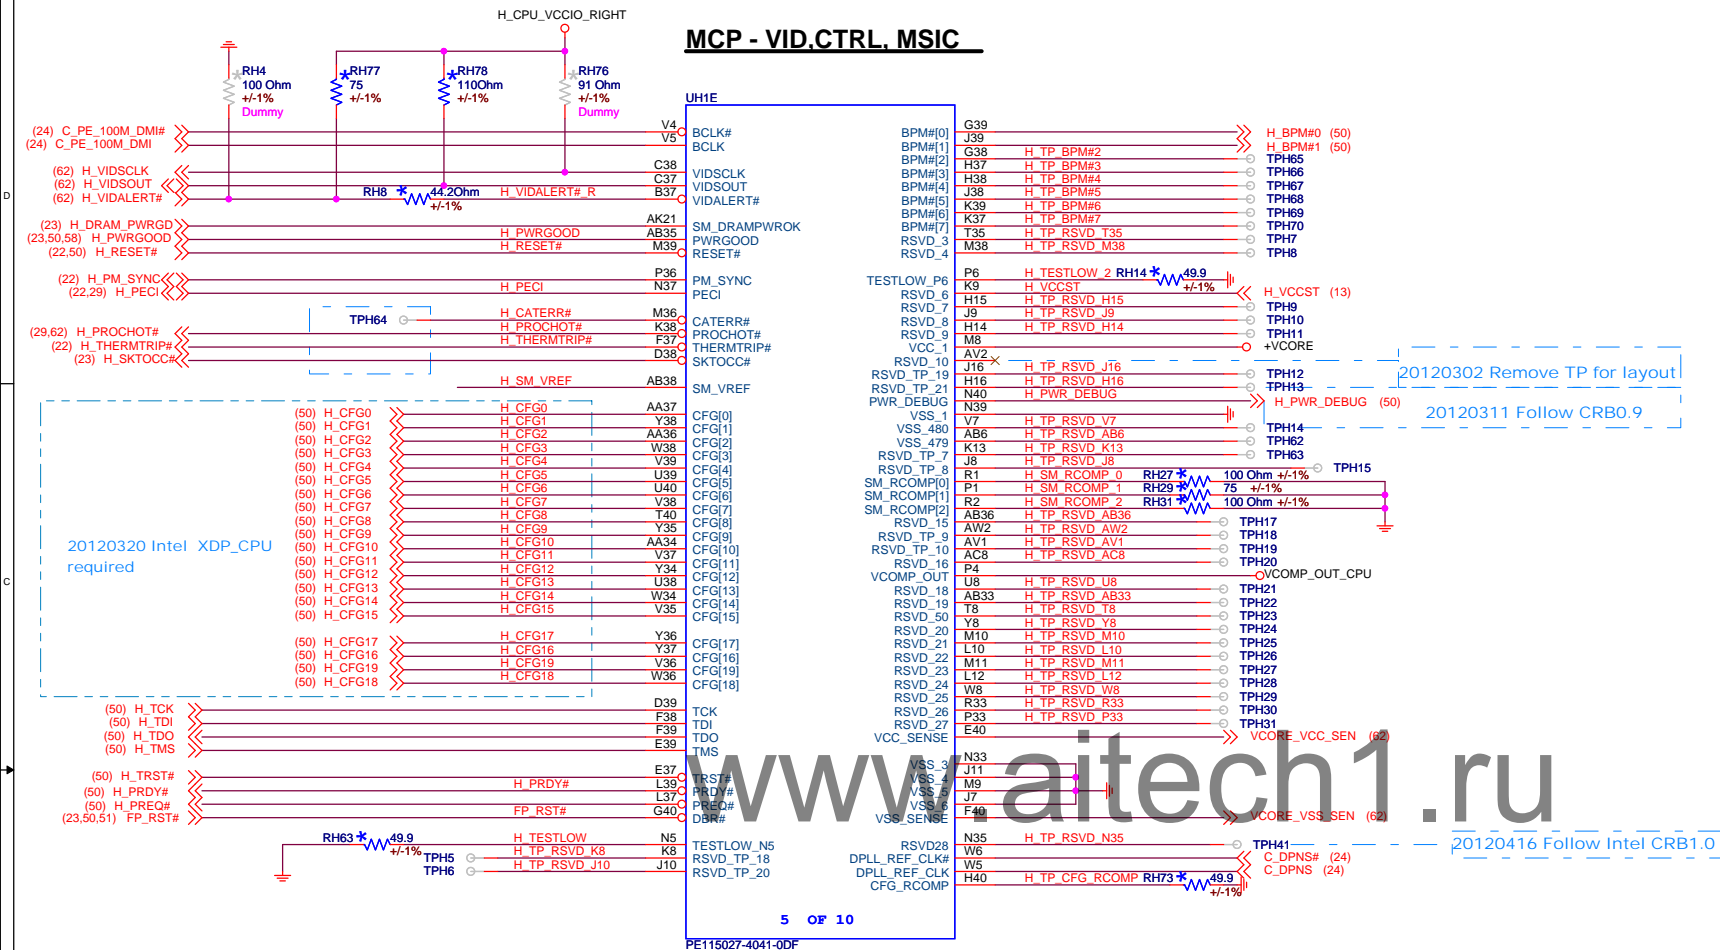 H_CPU_VCCIO_RIGHT
MCP - VID,CTRL, MSIC
RH4
100 Ohm
+/-1%
Dummy
RH77
75
+/-1%
RH78
110Ohm
+/-1%
RH76
91 Ohm
+/-1%
Dummy
UH1E
(24) C_PE_100M_DMI# V4 BCLK#
(24) C_PE_100M_DMI V5 BCLK
(62) H_VIDSCLK C38 VIDSCLK
(62) H_VIDSOUT C37 VIDSOUT
(62) H_VIDALERT# RH8 44.2Ohm +/-1% H_VIDALERT#_R B37 VIDALERT#
(23) H_DRAM_PWRGD AK21 SM_DRAMPWROK
(23,50,58) H_PWRGOOD H_PWRGOOD AB35 PWRGOOD
(22,50) H_RESET# H_RESET# M39 RESET#
(22) H_PM_SYNC P36 PM_SYNC
(22,29) H_PECI H_PECI N37 PECI
TPH64 H_CATERR# M36 CATERR#
(29,62) H_PROCHOT# H_PROCHOT# K38 PROCHOT#
(22) H_THERMTRIP# H_THERMTRIP# F37 THERMTRIP#
(23) H_SKTOCC# D38 SKTOCC#
H_SM_VREF AB38 SM_VREF
(50) H_CFG0 H_CFG0 AA37 CFG[0]
(50) H_CFG1 H_CFG1 Y38 CFG[1]
(50) H_CFG2 H_CFG2 AA36 CFG[2]
(50) H_CFG3 H_CFG3 W38 CFG[3]
(50) H_CFG4 H_CFG4 V39 CFG[4]
(50) H_CFG5 H_CFG5 U39 CFG[5]
(50) H_CFG6 H_CFG6 U40 CFG[6]
(50) H_CFG7 H_CFG7 V38 CFG[7]
(50) H_CFG8 H_CFG8 T40 CFG[8]
(50) H_CFG9 H_CFG9 Y35 CFG[9]
(50) H_CFG10 H_CFG10 AA34 CFG[10]
(50) H_CFG11 H_CFG11 V37 CFG[11]
(50) H_CFG12 H_CFG12 Y34 CFG[12]
(50) H_CFG13 H_CFG13 U38 CFG[13]
(50) H_CFG14 H_CFG14 W34 CFG[14]
(50) H_CFG15 H_CFG15 V35 CFG[15]
(50) H_CFG17 H_CFG17 Y36 CFG[17]
(50) H_CFG16 H_CFG16 Y37 CFG[16]
(50) H_CFG19 H_CFG19 V36 CFG[19]
(50) H_CFG18 H_CFG18 W36 CFG[18]
20120320 Intel XDP_CPU
required
(50) H_TCK D39 TCK
(50) H_TDI F38 TDI
(50) H_TDO F39 TDO
(50) H_TMS E39 TMS
(50) H_TRST# E37 TRST#
(50) H_PRDY# H_PRDY# L39 PRDY#
(50) H_PREQ# L37 PREQ#
(23,50,51) FP_RST# FP_RST# G40 DBR#
RH63 49.9 +/-1% H_TESTLOW N5 TESTLOW_N5
TPH5 H_TP_RSVD_K8 K8 RSVD_TP_18
TPH6 H_TP_RSVD_J10 J10 RSVD_TP_20
BPM#[0] G39 H_BPM#0 (50)
BPM#[1] J39 H_BPM#1 (50)
BPM#[2] G38 H_TP_BPM#2 TPH65
BPM#[3] H37 H_TP_BPM#3 TPH66
BPM#[4] H38 H_TP_BPM#4 TPH67
BPM#[5] J38 H_TP_BPM#5 TPH68
BPM#[6] K39 H_TP_BPM#6 TPH69
BPM#[7] K37 H_TP_BPM#7 TPH70
RSVD_3 T35 H_TP_RSVD_T35 TPH7
RSVD_4 M38 H_TP_RSVD_M38 TPH8
TESTLOW_P6 P6 H_TESTLOW_2 RH14 49.9 +/-1%
RSVD_6 K9 H_VCCST H_VCCST (13)
RSVD_7 H15 H_TP_RSVD_H15 TPH9
RSVD_8 J9 H_TP_RSVD_J9 TPH10
RSVD_9 H14 H_TP_RSVD_H14 TPH11
VCC_1 M8 +VCORE
RSVD_10 AV2
RSVD_TP_19 J16 H_TP_RSVD_J16 TPH12
RSVD_TP_21 H16 H_TP_RSVD_H16 TPH13
PWR_DEBUG N40 H_PWR_DEBUG H_PWR_DEBUG (50)
20120302 Remove TP for layout
20120311 Follow CRB0.9
VSS_1 N39
VSS_480 V7 H_TP_RSVD_V7 TPH14
VSS_479 AB6 H_TP_RSVD_AB6 TPH62
RSVD_TP_7 K13 H_TP_RSVD_K13 TPH63
RSVD_TP_8 J8 H_TP_RSVD_J8 TPH15
SM_RCOMP[0] R1 H_SM_RCOMP_0 RH27 100 Ohm +/-1%
SM_RCOMP[1] P1 H_SM_RCOMP_1 RH29 75 +/-1%
SM_RCOMP[2] R2 H_SM_RCOMP_2 RH31 100 Ohm +/-1%
RSVD_15 AB36 H_TP_RSVD_AB36 TPH17
RSVD_TP_9 AW2 H_TP_RSVD_AW2 TPH18
RSVD_TP_10 AV1 H_TP_RSVD_AV1 TPH19
RSVD_16 AC8 H_TP_RSVD_AC8 TPH20
VCOMP_OUT P4 VCOMP_OUT_CPU
RSVD_18 U8 H_TP_RSVD_U8 TPH21
RSVD_19 AB33 H_TP_RSVD_AB33 TPH22
RSVD_50 T8 H_TP_RSVD_T8 TPH23
RSVD_20 Y8 H_TP_RSVD_Y8 TPH24
RSVD_21 M10 H_TP_RSVD_M10 TPH25
RSVD_22 L10 H_TP_RSVD_L10 TPH26
RSVD_23 M11 H_TP_RSVD_M11 TPH27
RSVD_24 L12 H_TP_RSVD_L12 TPH28
RSVD_25 W8 H_TP_RSVD_W8 TPH29
RSVD_26 R33 H_TP_RSVD_R33 TPH30
RSVD_27 P33 H_TP_RSVD_P33 TPH31
VCC_SENSE E40 VCORE_VCC_SEN (62)
VSS_3 N33
VSS_4 J11
VSS_5 M9
VSS_6 J7
VSS_SENSE F40 VCORE_VSS_SEN (62)
RSVD28 N35 H_TP_RSVD_N35 TPH41
20120416 Follow Intel CRB1.0
DPLL_REF_CLK# W6 C_DPNS# (24)
DPLL_REF_CLK W5 C_DPNS (24)
CFG_RCOMP H40 H_TP_CFG_RCOMP RH73 49.9 +/-1%
5 OF 10
PE115027-4041-0DF
www.aitech1.ru
D
C